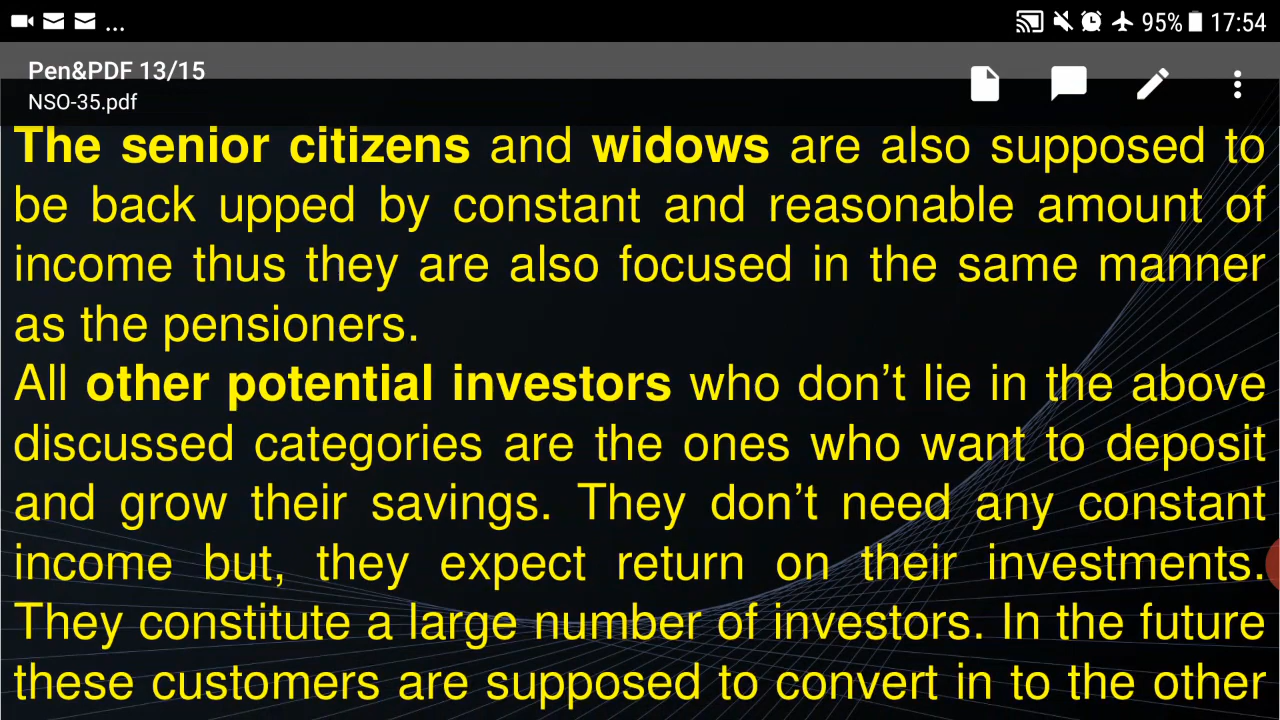 ... 95% 17:54
Pen&PDF 13/15
NSO-35.pdf
The senior citizens and widows are also supposed to
be back upped by constant and reasonable amount of
income thus they are also focused in the same manner
as the pensioners.
All other potential investors who don’t lie in the above
discussed categories are the ones who want to deposit
and grow their savings. They don’t need any constant
income but, they expect return on their investments.
They constitute a large number of investors. In the future
these customers are supposed to convert in to the other